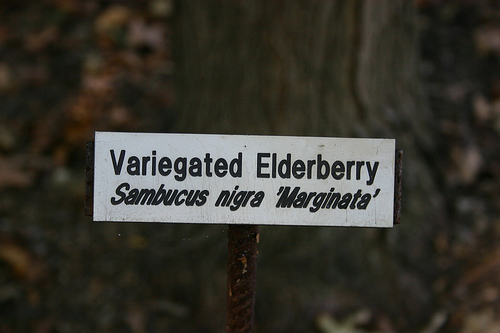 Variegated Elderberry
Sambucus nigra 'Marginata'